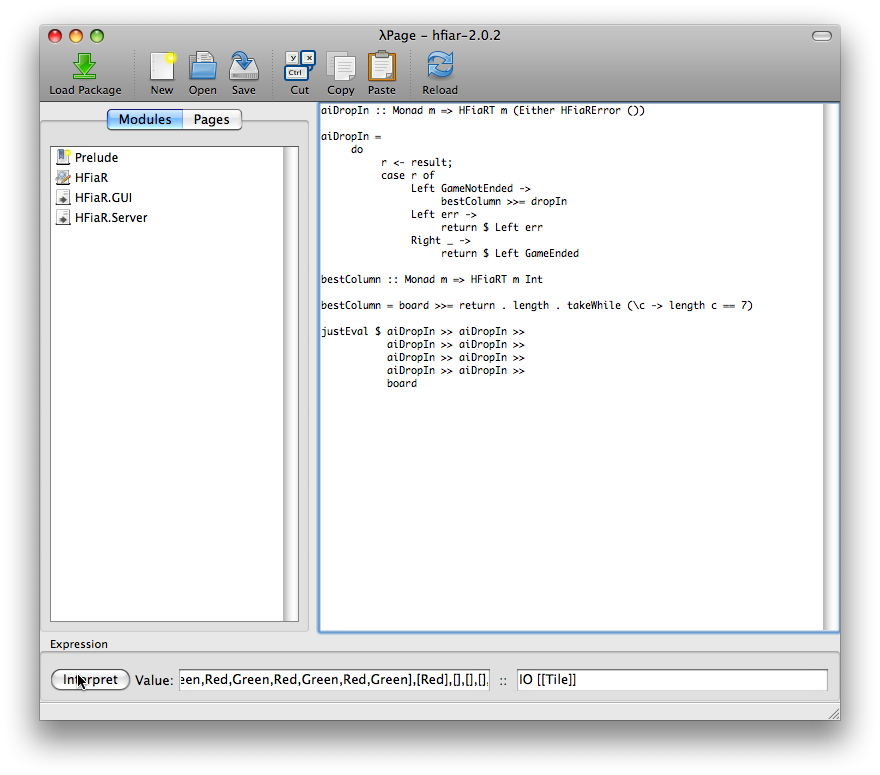 λPage - hfiar-2.0.2
Load Package New Open Save Cut Copy Paste Reload
y x
Ctrl
Modules Pages
Prelude
HFiaR
HFiaR.GUI
HFiaR.Server
aiDropIn :: Monad m => HFiaRT m (Either HFiaRError ())
aiDropIn =
do
r <- result;
case r of
Left GameNotEnded ->
bestColumn >>= dropIn
Left err ->
return $ Left err
Right _ ->
return $ Left GameEnded
bestColumn :: Monad m => HFiaRT m Int
bestColumn = board >>= return . length . takeWhile (\c -> length c == 7)
justEval $ aiDropIn >> aiDropIn >>
aiDropIn >> aiDropIn >>
aiDropIn >> aiDropIn >>
aiDropIn >> aiDropIn >>
board
Expression
Interpret Value: een,Red,Green,Red,Green,Red,Green],[Red],[],[],[], :: IO [[Tile]]